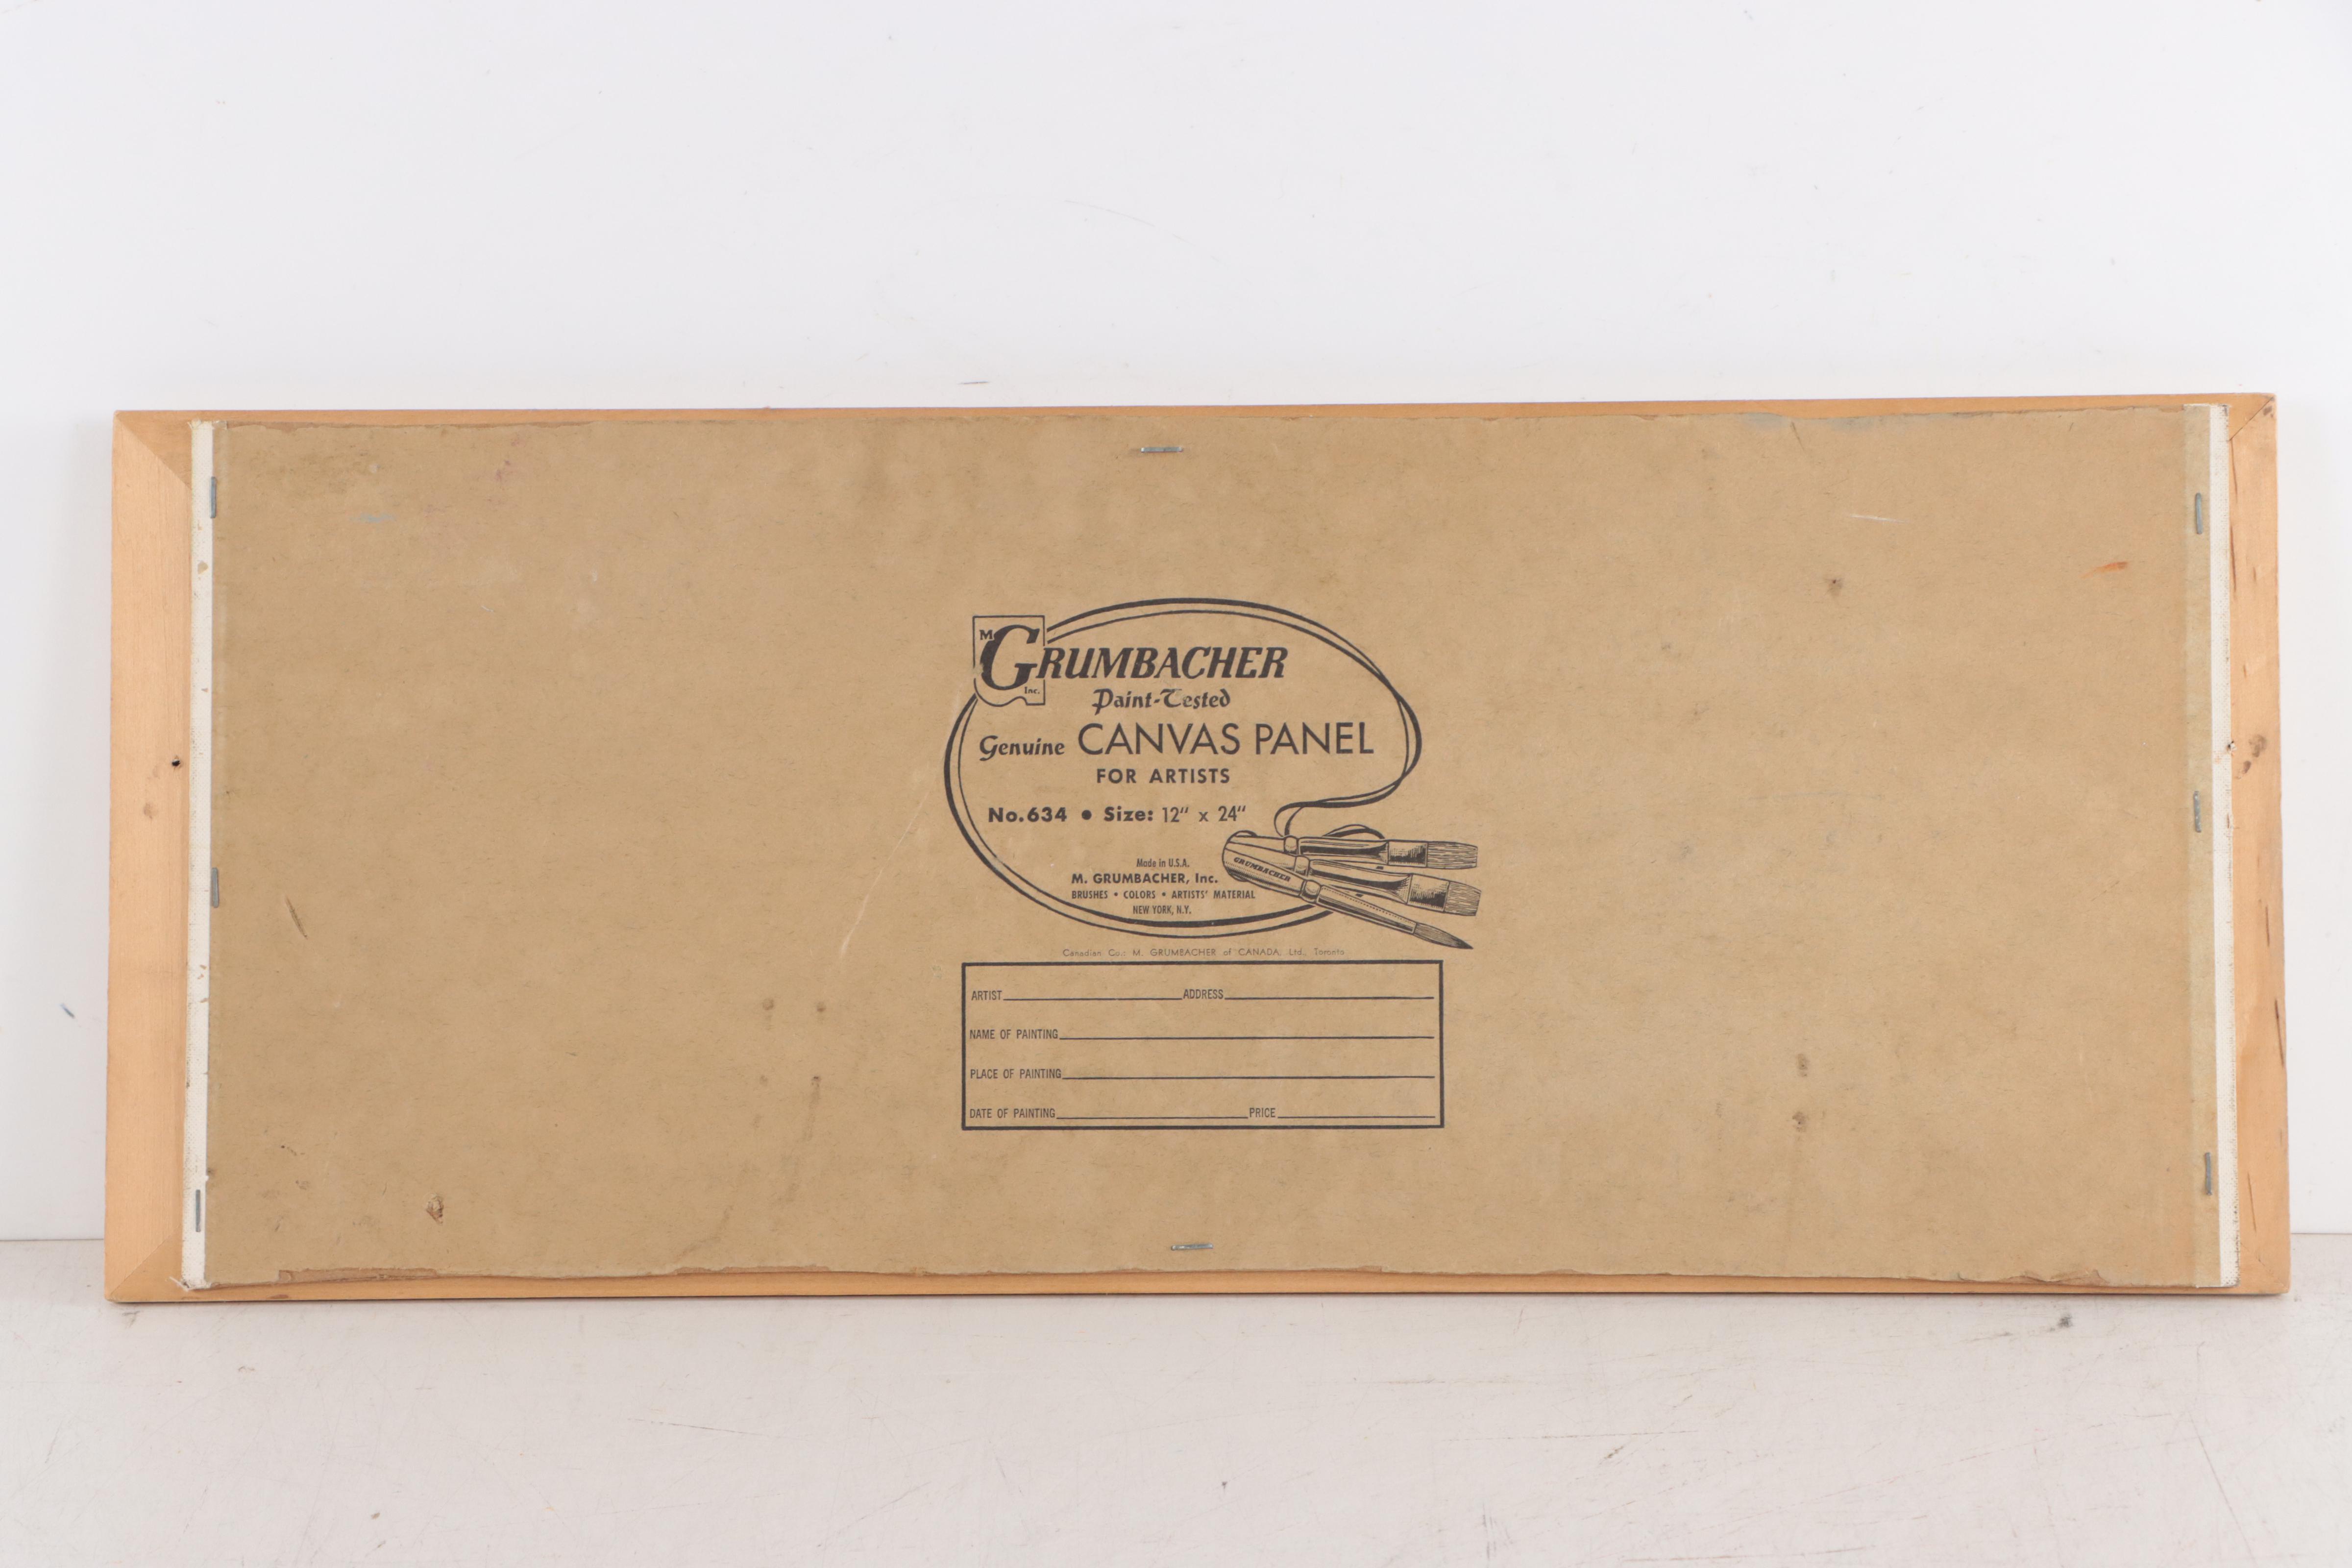 M GRUMBACHER Inc.
Paint-Tested
Genuine CANVAS PANEL
FOR ARTISTS
No.634 • Size: 12" x 24"
GRUMBACHER
Made in U.S.A.
M. GRUMBACHER, Inc.
BRUSHES • COLORS • ARTISTS' MATERIAL
NEW YORK, N.Y.
Canadian Co.: M. GRUMBACHER of CANADA, Ltd., Toronto
ARTIST ADDRESS
NAME OF PAINTING
PLACE OF PAINTING
DATE OF PAINTING PRICE